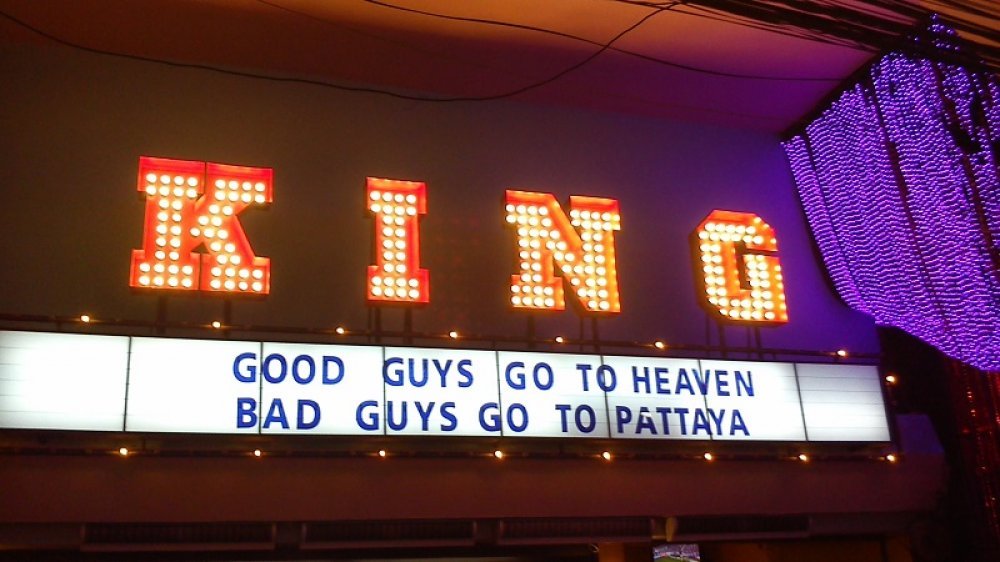 KING
GOOD GUYS GO TO HEAVEN
BAD GUYS GO TO PATTAYA